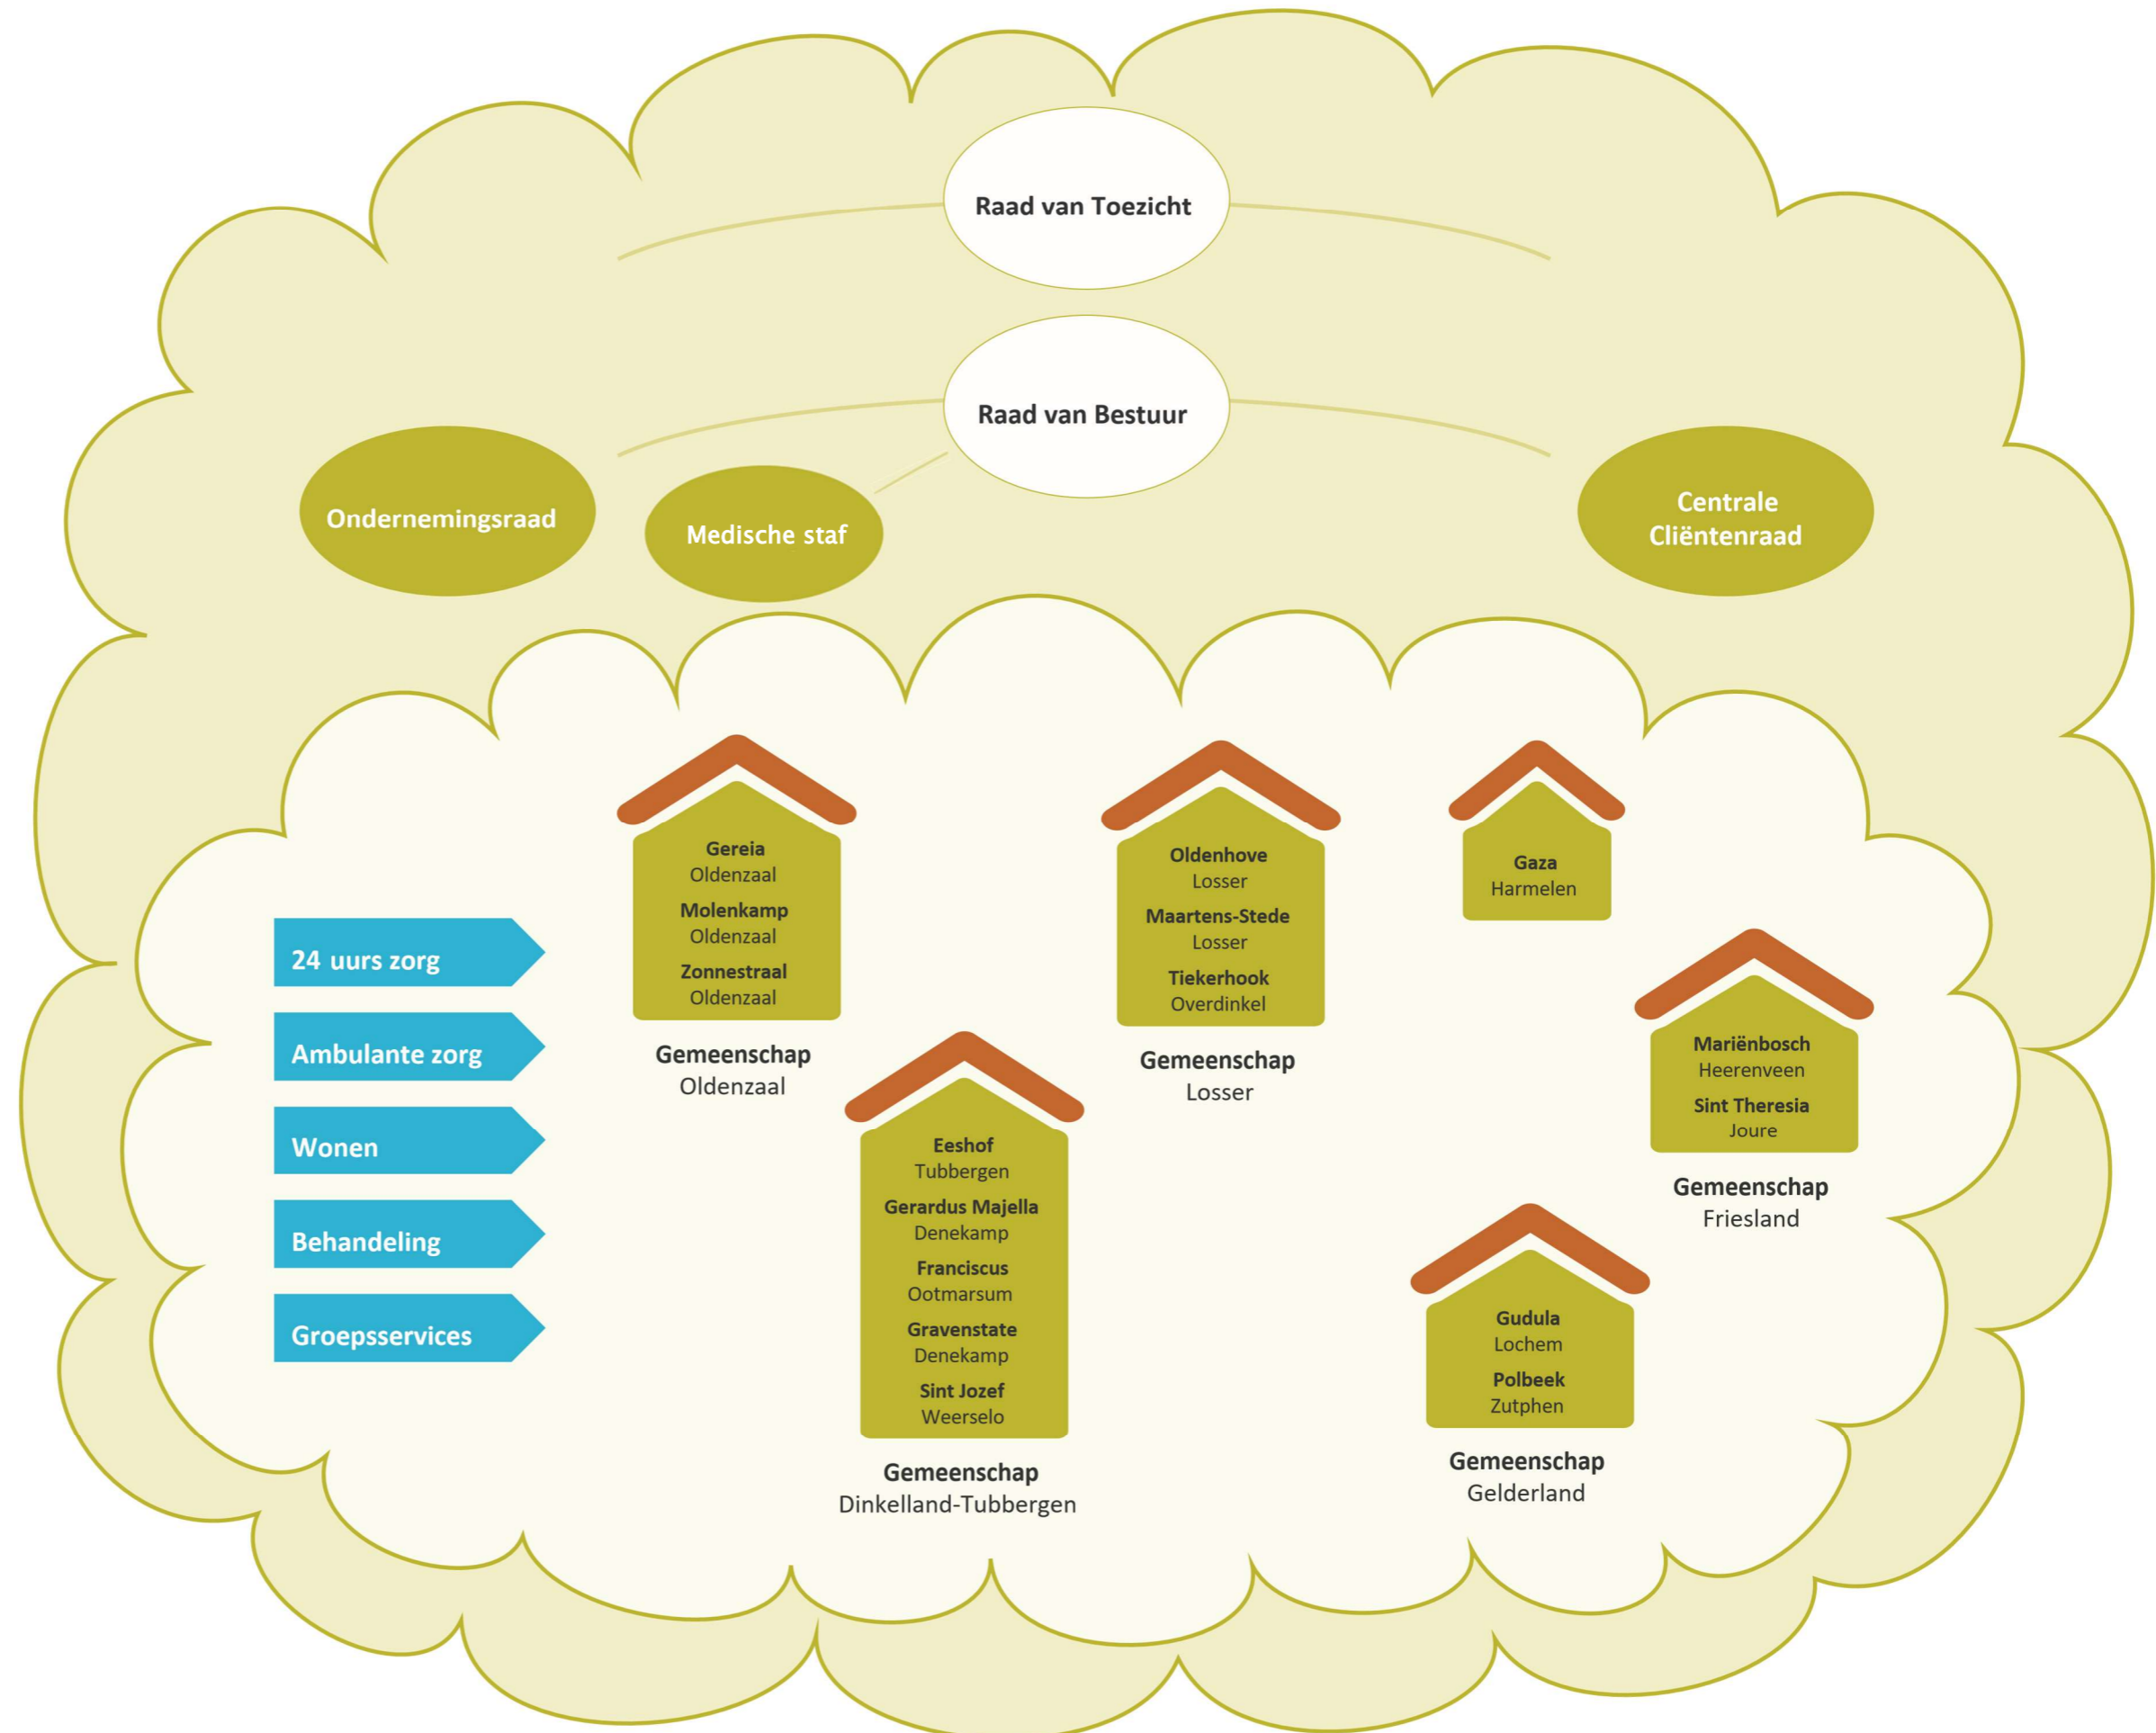 Raad van Toezicht
Raad van Bestuur
Ondernemingsraad
Medische staf
Centrale
Cliëntenraad
24 uurs zorg
Ambulante zorg
Wonen
Behandeling
Groepsservices
Gereia
Oldenzaal
Molenkamp
Oldenzaal
Zonnestraal
Oldenzaal
Gemeenschap
Oldenzaal
Eeshof
Tubbergen
Gerardus Majella
Denekamp
Franciscus
Ootmarsum
Gravenstate
Denekamp
Sint Jozef
Weerselo
Gemeenschap
Dinkelland-Tubbergen
Oldenhove
Losser
Maartens-Stede
Losser
Tiekerhook
Overdinkel
Gemeenschap
Losser
Gaza
Harmelen
Mariënbosch
Heerenveen
Sint Theresia
Joure
Gemeenschap
Friesland
Gudula
Lochem
Polbeek
Zutphen
Gemeenschap
Gelderland